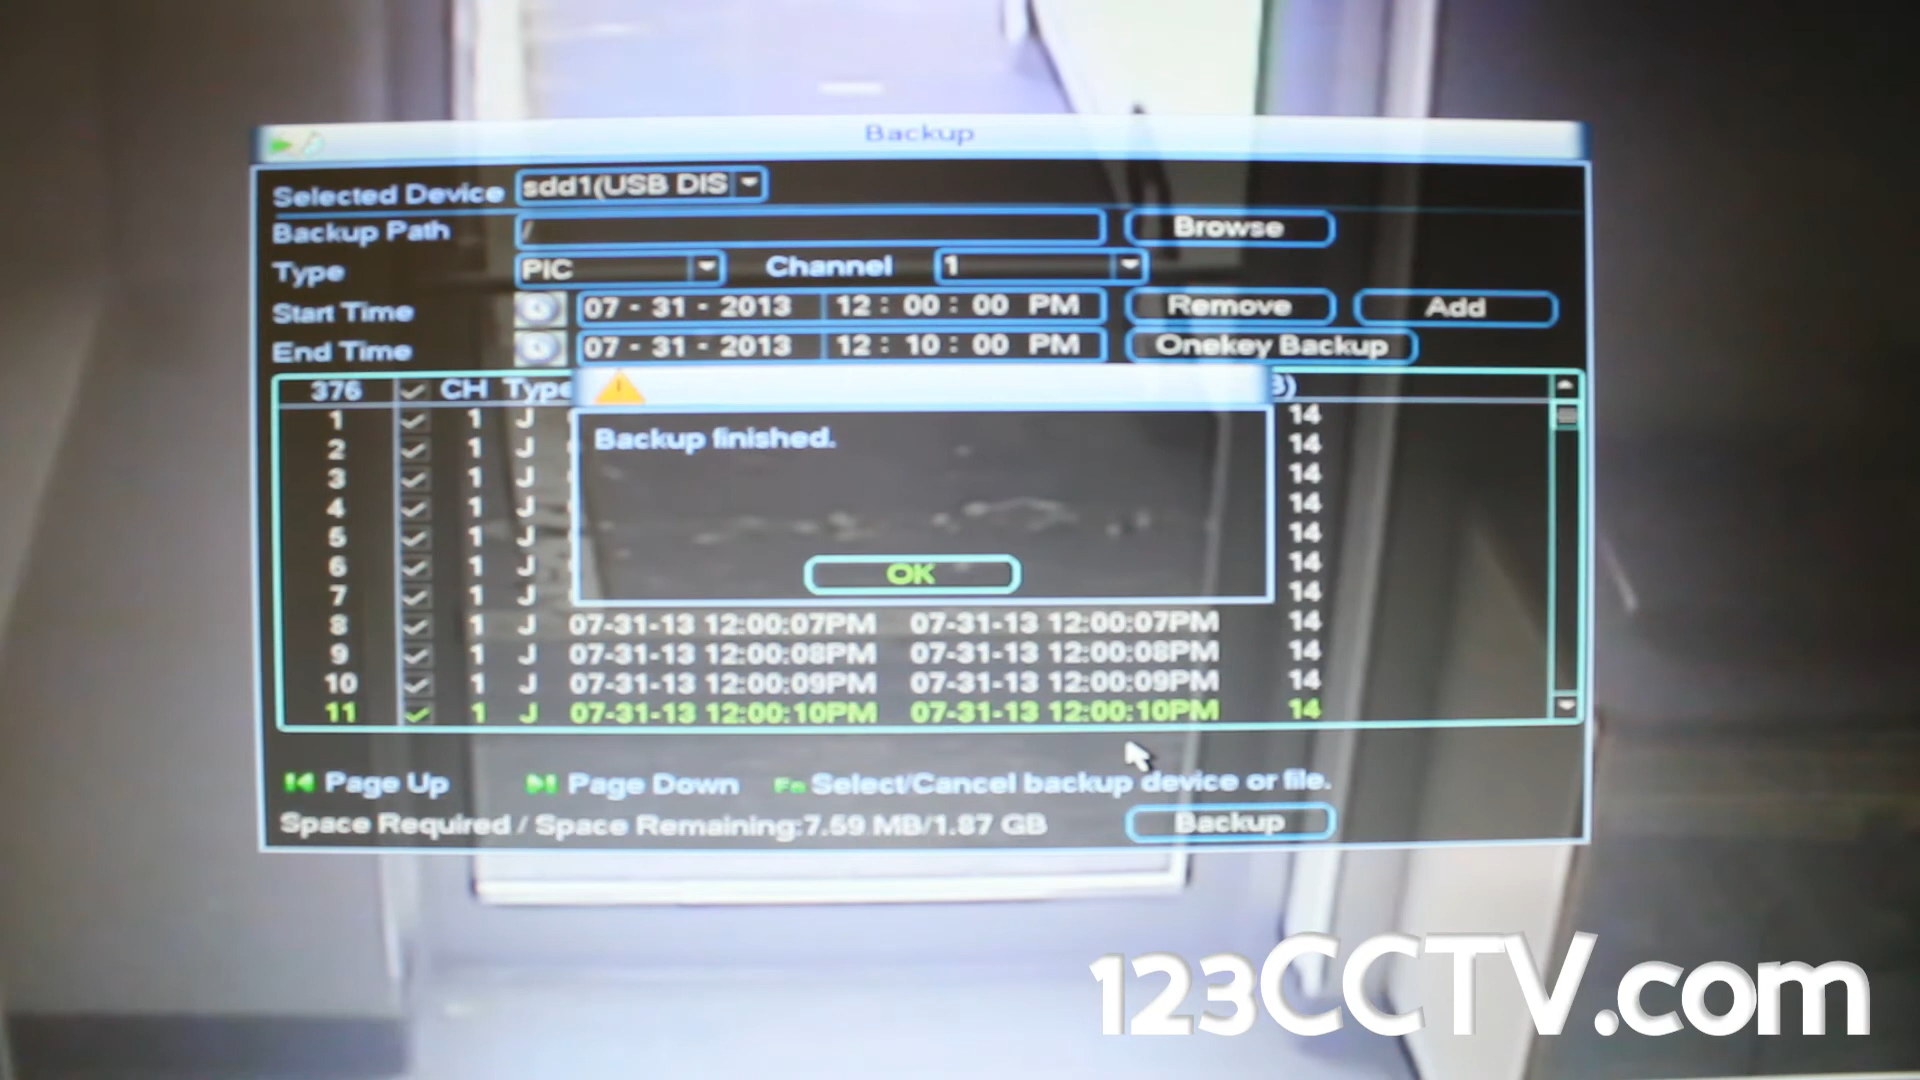 Backup
Selected Device sdd1(USB DIS
Backup Path / Browse
Type PIC Channel 1
Start Time 07 - 31 - 2013 12 : 00 : 00 PM Remove Add
End Time 07 - 31 - 2013 12 : 10 : 00 PM Onekey Backup
376 CH Type B)
1 1 J 14
2 1 J 14
3 1 J 14
4 1 J 14
5 1 J 14
6 1 J 14
7 1 J 14
Backup finished.
OK
8 1 J 07-31-13 12:00:07PM 07-31-13 12:00:07PM 14
9 1 J 07-31-13 12:00:08PM 07-31-13 12:00:08PM 14
10 1 J 07-31-13 12:00:09PM 07-31-13 12:00:09PM 14
11 1 J 07-31-13 12:00:10PM 07-31-13 12:00:10PM 14
Page Up Page Down Fn Select/Cancel backup device or file.
Space Required / Space Remaining:7.59 MB/1.87 GB Backup
123CCTV.com